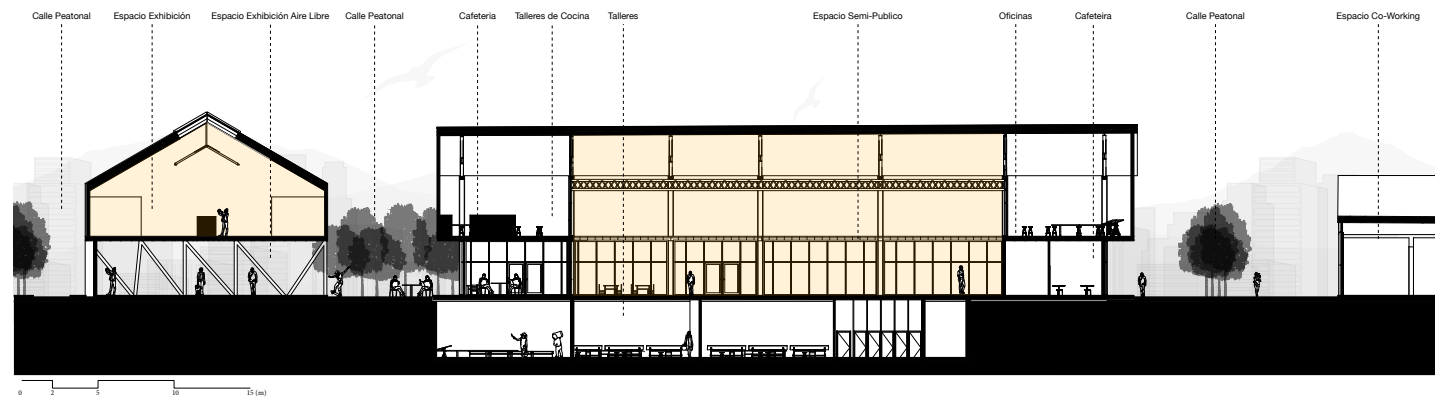 Calle Peatonal
Espacio Exhibición
Espacio Exhibición Aire Libre
Calle Peatonal
Cafeteria
Talleres de Cocina
Talleres
Espacio Semi-Publico
Oficinas
Cafeteira
Calle Peatonal
Espacio Co-Working
0 2 5 10 15 (m)